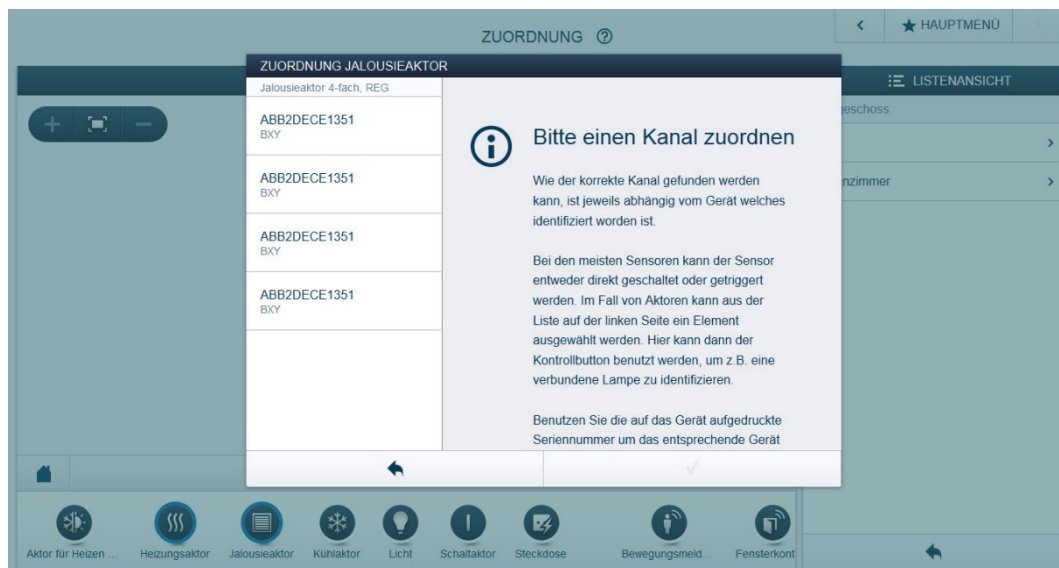 ZUORDNUNG
HAUPTMENÜ
ZUORDNUNG JALOUSIEAKTOR
Jalousieaktor 4-fach, REG
ABB2DECE1351
BXY
ABB2DECE1351
BXY
ABB2DECE1351
BXY
ABB2DECE1351
BXY
Bitte einen Kanal zuordnen
Wie der korrekte Kanal gefunden werden
kann, ist jeweils abhängig vom Gerät welches
identifiziert worden ist.
Bei den meisten Sensoren kann der Sensor
entweder direkt geschaltet oder getriggert
werden. Im Fall von Aktoren kann aus der
Liste auf der linken Seite ein Element
ausgewählt werden. Hier kann dann der
Kontrollbutton benutzt werden, um z.B. eine
verbundene Lampe zu identifizieren.
Benutzen Sie die auf das Gerät aufgedruckte
Seriennummer um das entsprechende Gerät
LISTENANSICHT
eschoss
nzimmer
Aktor für Heizen ...
Heizungsaktor
Jalousieaktor
Kühlaktor
Licht
Schaltaktor
Steckdose
Bewegungsmeld...
Fensterkont